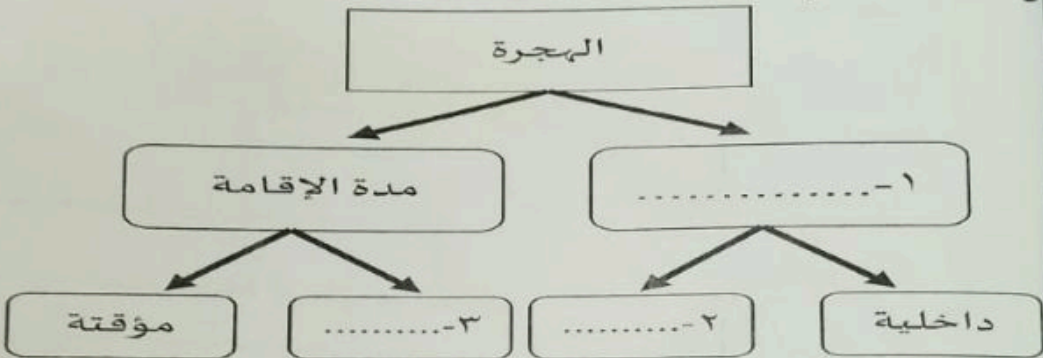 الهجرة
١-..............
مدة الإقامة
داخلية
٢-..........
٣-..........
مؤقتة